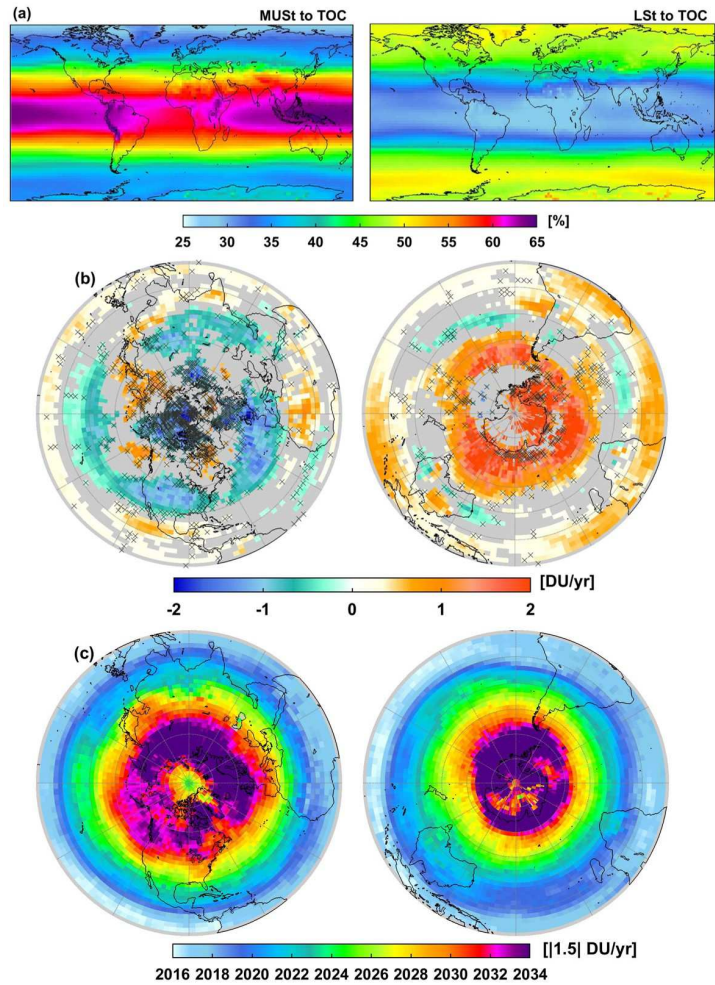 (a) MUSt to TOC LSt to TOC
25 30 35 40 45 50 55 60 65 [%]
(b)
-2 -1 0 1 2 [DU/yr]
(c)
2016 2018 2020 2022 2024 2026 2028 2030 2032 2034 [|1.5| DU/yr]